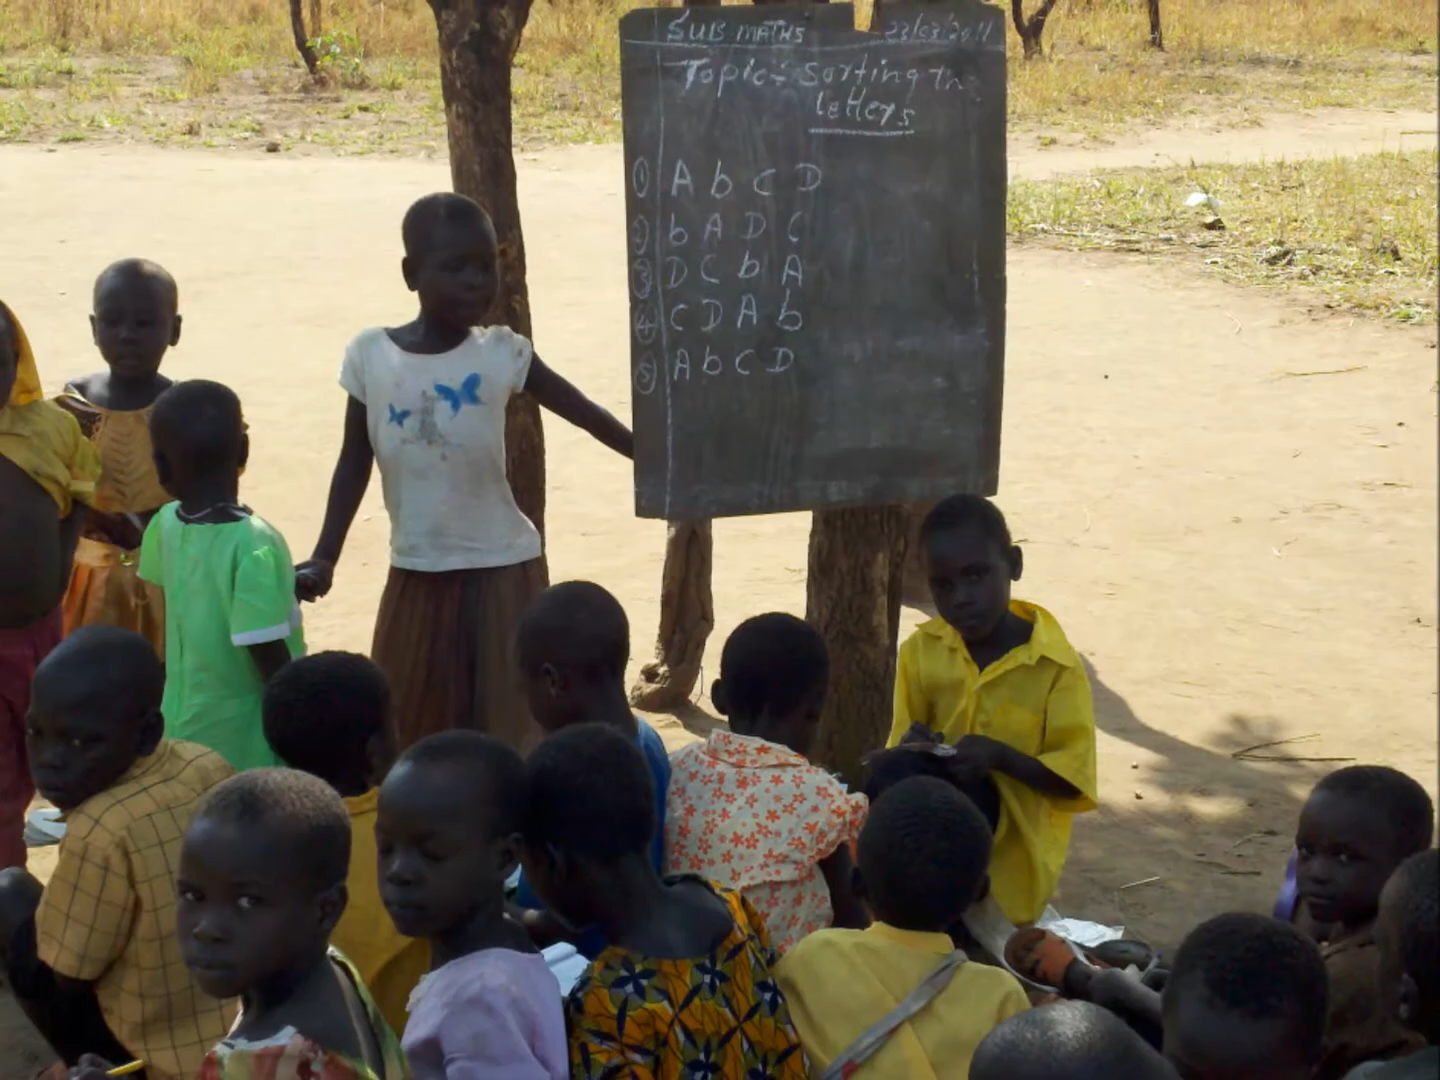 SUB MATHS 23/03/2011
Topic:- Sorting the
letters
① A b C D
② b A D C
③ D C b A
④ C D A b
⑤ A b C D